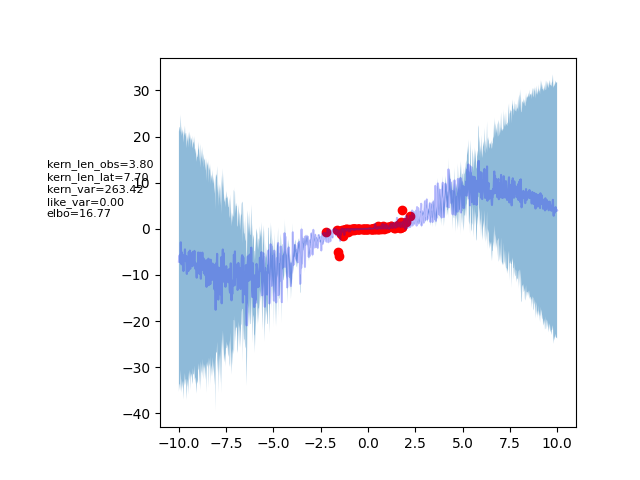 kern_len_obs=3.80
kern_len_lat=7.70
kern_var=263.42
like_var=0.00
elbo=16.77
30
20
10
0
−10
−20
−30
−40
−10.0 −7.5 −5.0 −2.5 0.0 2.5 5.0 7.5 10.0